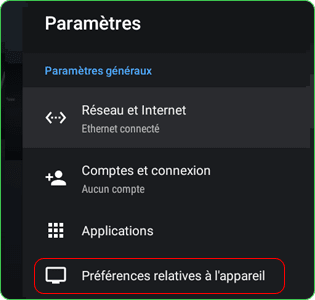 Paramètres
Paramètres généraux
Réseau et Internet
Ethernet connecté
Comptes et connexion
Aucun compte
Applications
Préférences relatives à l'appareil